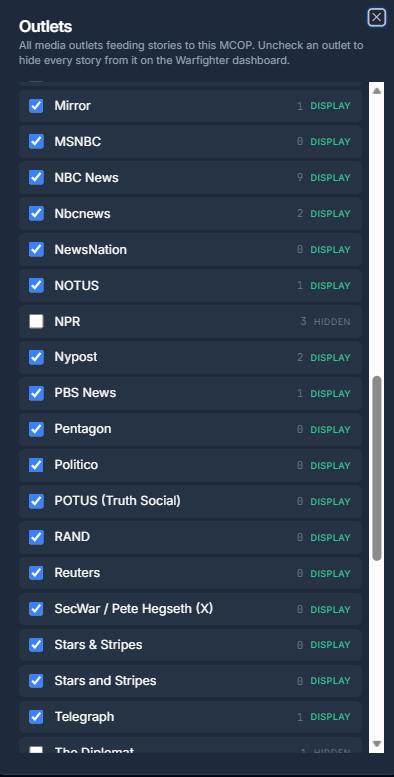 Outlets
All media outlets feeding stories to this MCOP. Uncheck an outlet to
hide every story from it on the Warfighter dashboard.
Mirror 1 DISPLAY
MSNBC 0 DISPLAY
NBC News 9 DISPLAY
Nbcnews 2 DISPLAY
NewsNation 0 DISPLAY
NOTUS 1 DISPLAY
NPR 3 HIDDEN
Nypost 2 DISPLAY
PBS News 1 DISPLAY
Pentagon 0 DISPLAY
Politico 0 DISPLAY
POTUS (Truth Social) 0 DISPLAY
RAND 0 DISPLAY
Reuters 0 DISPLAY
SecWar / Pete Hegseth (X) 0 DISPLAY
Stars & Stripes 0 DISPLAY
Stars and Stripes 0 DISPLAY
Telegraph 1 DISPLAY
The Diplomat 1 HIDDEN